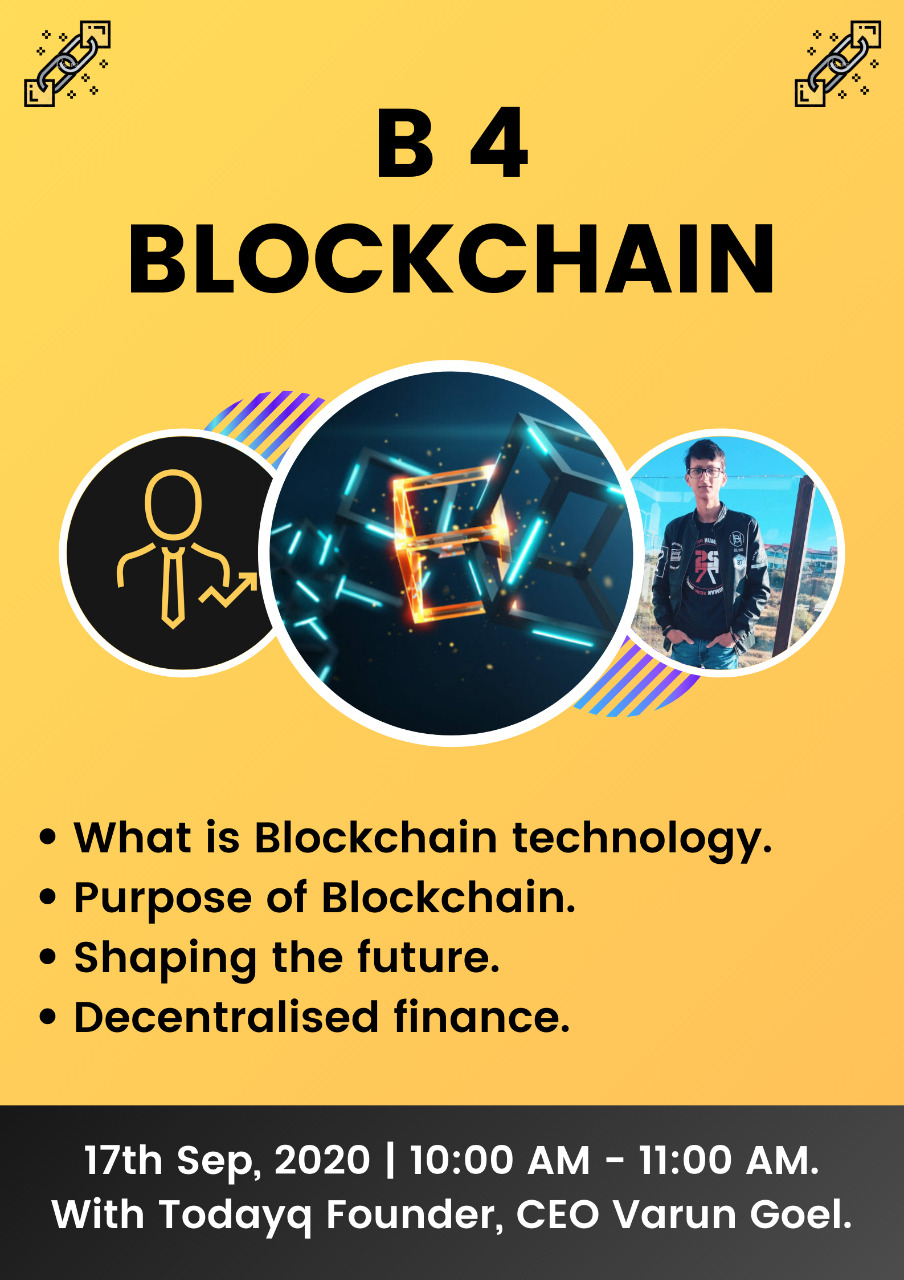 B 4
BLOCKCHAIN
• What is Blockchain technology.
• Purpose of Blockchain.
• Shaping the future.
• Decentralised finance.
17th Sep, 2020 | 10:00 AM - 11:00 AM.
With Todayq Founder, CEO Varun Goel.